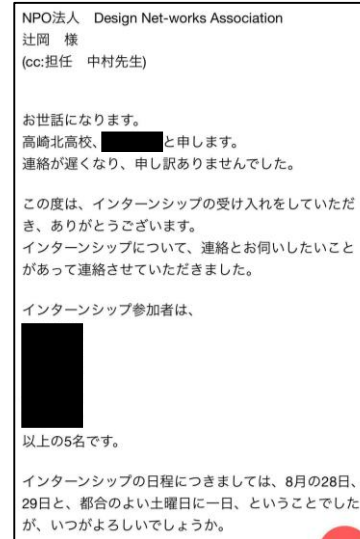 NPO法人　Design Net-works Association
辻岡　様
(cc:担任　中村先生)
お世話になります。
高崎北高校、　と申します。
連絡が遅くなり、申し訳ありませんでした。
この度は、インターンシップの受け入れをしていただ
き、ありがとうございます。
インターンシップについて、連絡とお伺いしたいこと
があって連絡させていただきました。
インターンシップ参加者は、
以上の5名です。
インターンシップの日程につきましては、8月の28日、
29日と、都合のよい土曜日に一日、ということでした
が、いつがよろしいでしょうか。